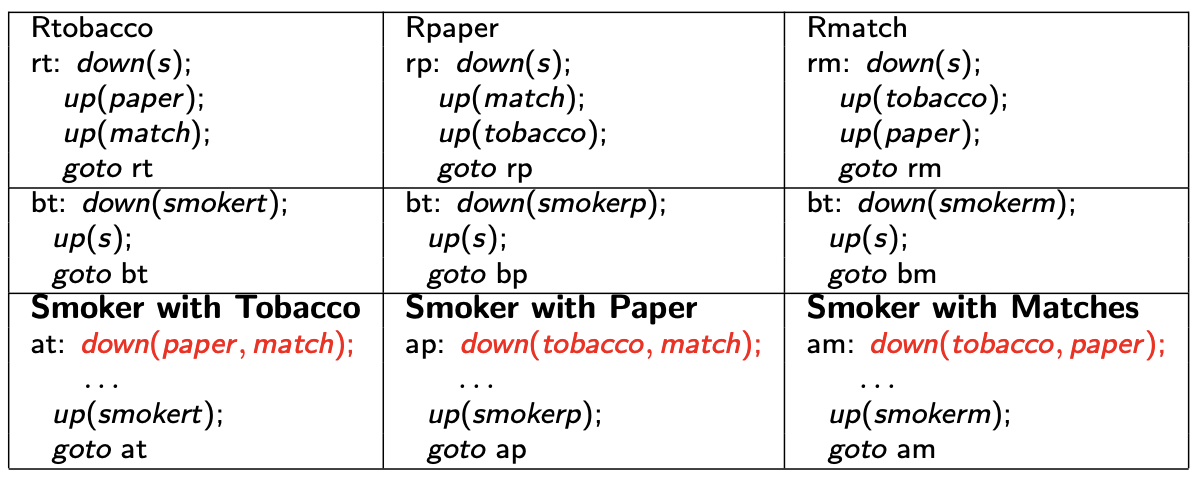 Rtobacco
rt: down(s);
up(paper);
up(match);
goto rt
bt: down(smokert);
up(s);
goto bt
Smoker with Tobacco
at: down(paper, match);
...
up(smokert);
goto at
Rpaper
rp: down(s);
up(match);
up(tobacco);
goto rp
bt: down(smokerp);
up(s);
goto bp
Smoker with Paper
ap: down(tobacco, match);
...
up(smokerp);
goto ap
Rmatch
rm: down(s);
up(tobacco);
up(paper);
goto rm
bt: down(smokerm);
up(s);
goto bm
Smoker with Matches
am: down(tobacco, paper);
...
up(smokerm);
goto am